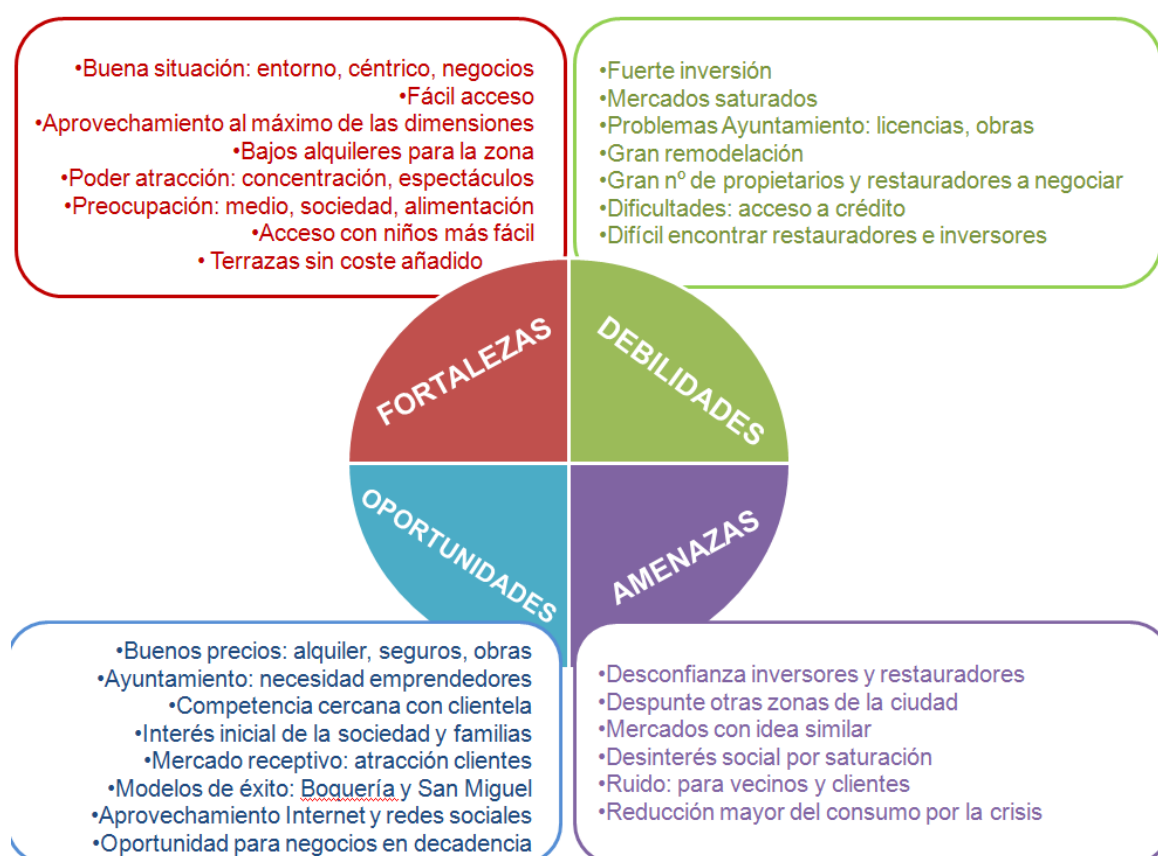 •Buena situación: entorno, céntrico, negocios
•Fácil acceso
•Aprovechamiento al máximo de las dimensiones
•Bajos alquileres para la zona
•Poder atracción: concentración, espectáculos
•Preocupación: medio, sociedad, alimentación
•Acceso con niños más fácil
• Terrazas sin coste añadido
•Fuerte inversión
•Mercados saturados
•Problemas Ayuntamiento: licencias, obras
•Gran remodelación
•Gran nº de propietarios y restauradores a negociar
•Dificultades: acceso a crédito
•Difícil encontrar restauradores e inversores
FORTALEZAS
DEBILIDADES
OPORTUNIDADES
AMENAZAS
•Buenos precios: alquiler, seguros, obras
•Ayuntamiento: necesidad emprendedores
•Competencia cercana con clientela
•Interés inicial de la sociedad y familias
•Mercado receptivo: atracción clientes
•Modelos de éxito: Boquería y San Miguel
•Aprovechamiento Internet y redes sociales
•Oportunidad para negocios en decadencia
•Desconfianza inversores y restauradores
•Despunte otras zonas de la ciudad
•Mercados con idea similar
•Desinterés social por saturación
•Ruido: para vecinos y clientes
•Reducción mayor del consumo por la crisis